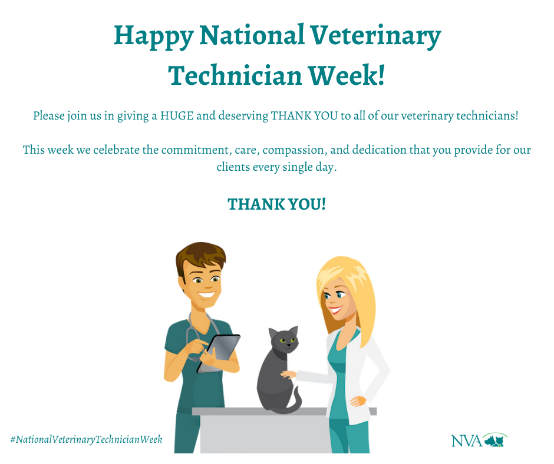 Happy National Veterinary
Technician Week!
Please join us in giving a HUGE and deserving THANK YOU to all of our veterinary technicians!
This week we celebrate the commitment, care, compassion, and dedication that you provide for our
clients every single day.
THANK YOU!
#NationalVeterinaryTechnicianWeek
NVA